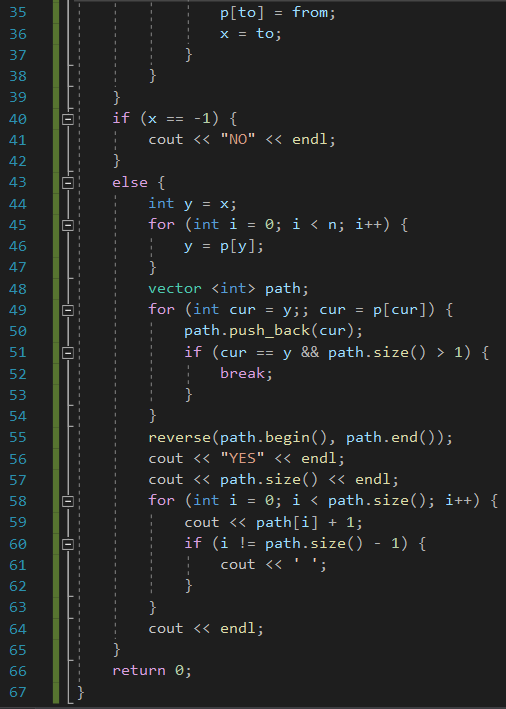 35                 p[to] = from;
36                 x = to;
37             }
38         }
39     }
40     if (x == -1) {
41         cout << "NO" << endl;
42     }
43     else {
44         int y = x;
45         for (int i = 0; i < n; i++) {
46             y = p[y];
47         }
48         vector <int> path;
49         for (int cur = y;; cur = p[cur]) {
50             path.push_back(cur);
51             if (cur == y && path.size() > 1) {
52                 break;
53             }
54         }
55         reverse(path.begin(), path.end());
56         cout << "YES" << endl;
57         cout << path.size() << endl;
58         for (int i = 0; i < path.size(); i++) {
59             cout << path[i] + 1;
60             if (i != path.size() - 1) {
61                 cout << ' ';
62             }
63         }
64         cout << endl;
65     }
66     return 0;
67 }